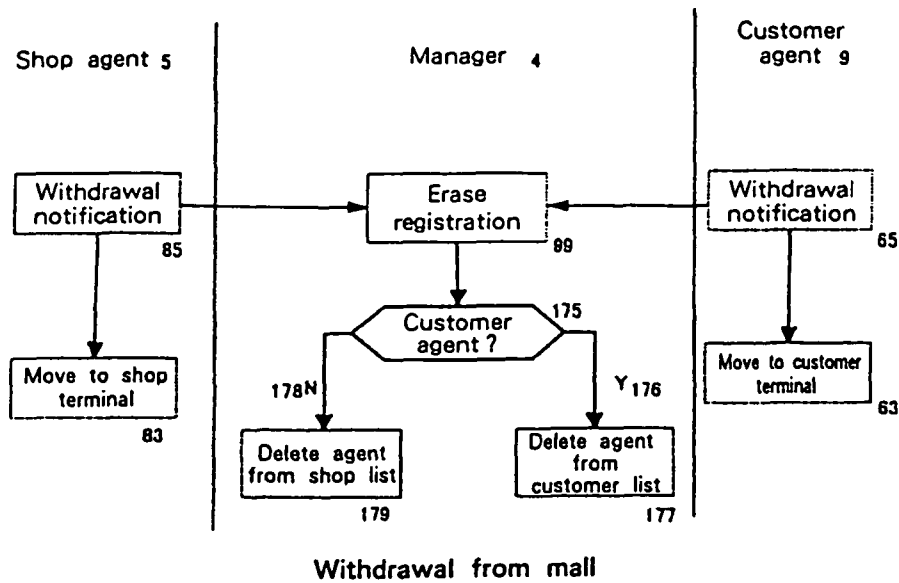 Shop agent 5
Manager 4
Customer
agent 9
Withdrawal
notification
85
Erase
registration
99
Withdrawal
notification
65
Customer
agent ?
175
Move to shop
terminal
83
Move to customer
terminal
63
178 N
Y 176
Delete agent
from shop list
179
Delete agent
from
customer list
177
Withdrawal from mall